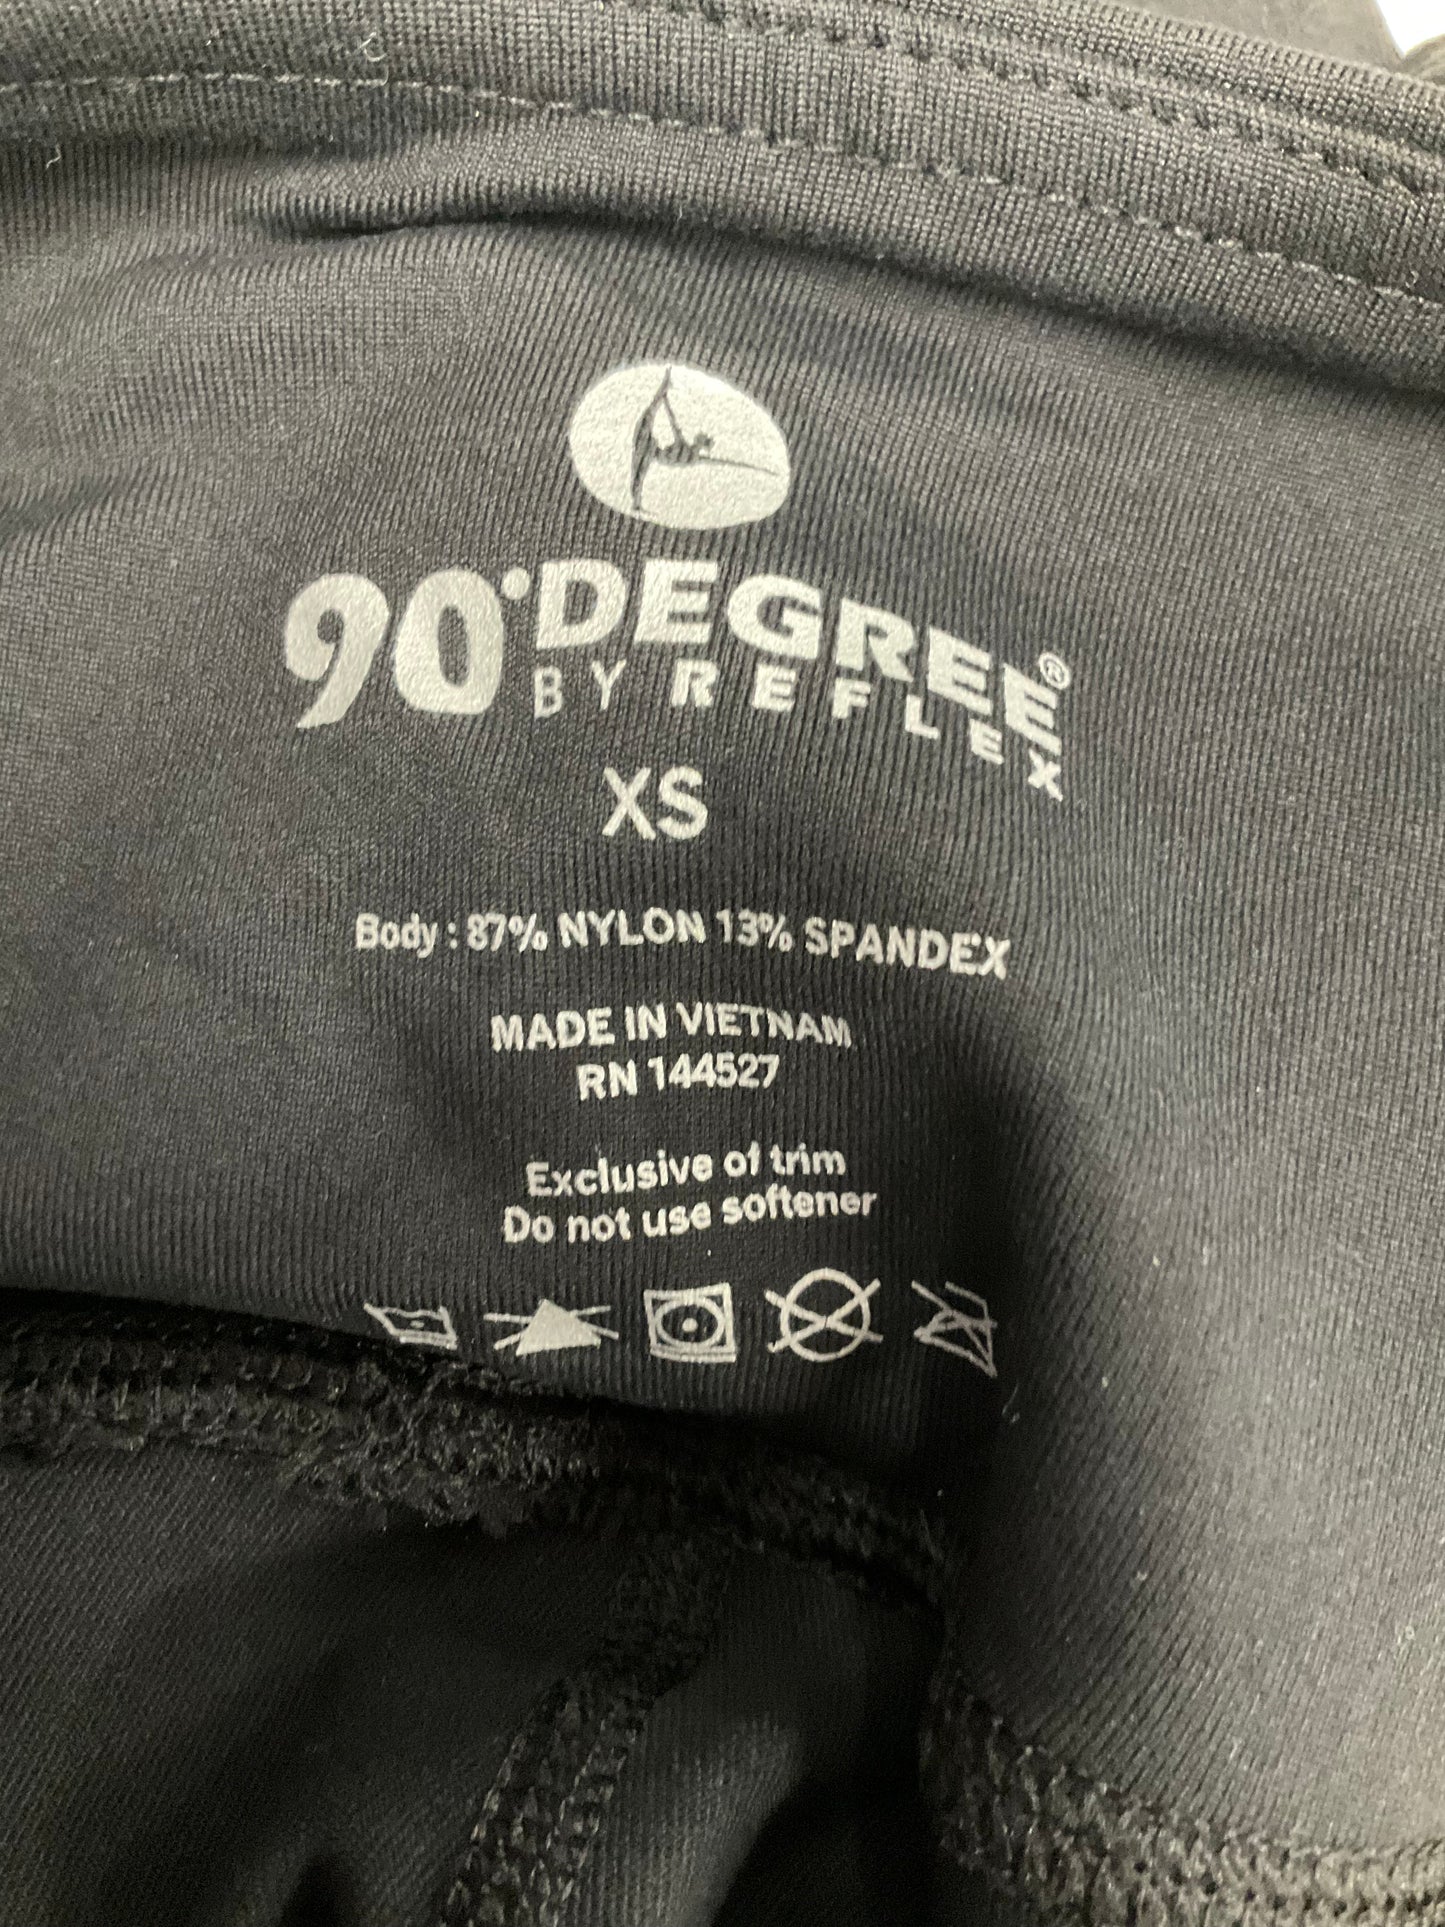 90°DEGREE®
BY REFLEX
XS
Body : 87% NYLON 13% SPANDEX
MADE IN VIETNAM
RN 144527
Exclusive of trim
Do not use softener